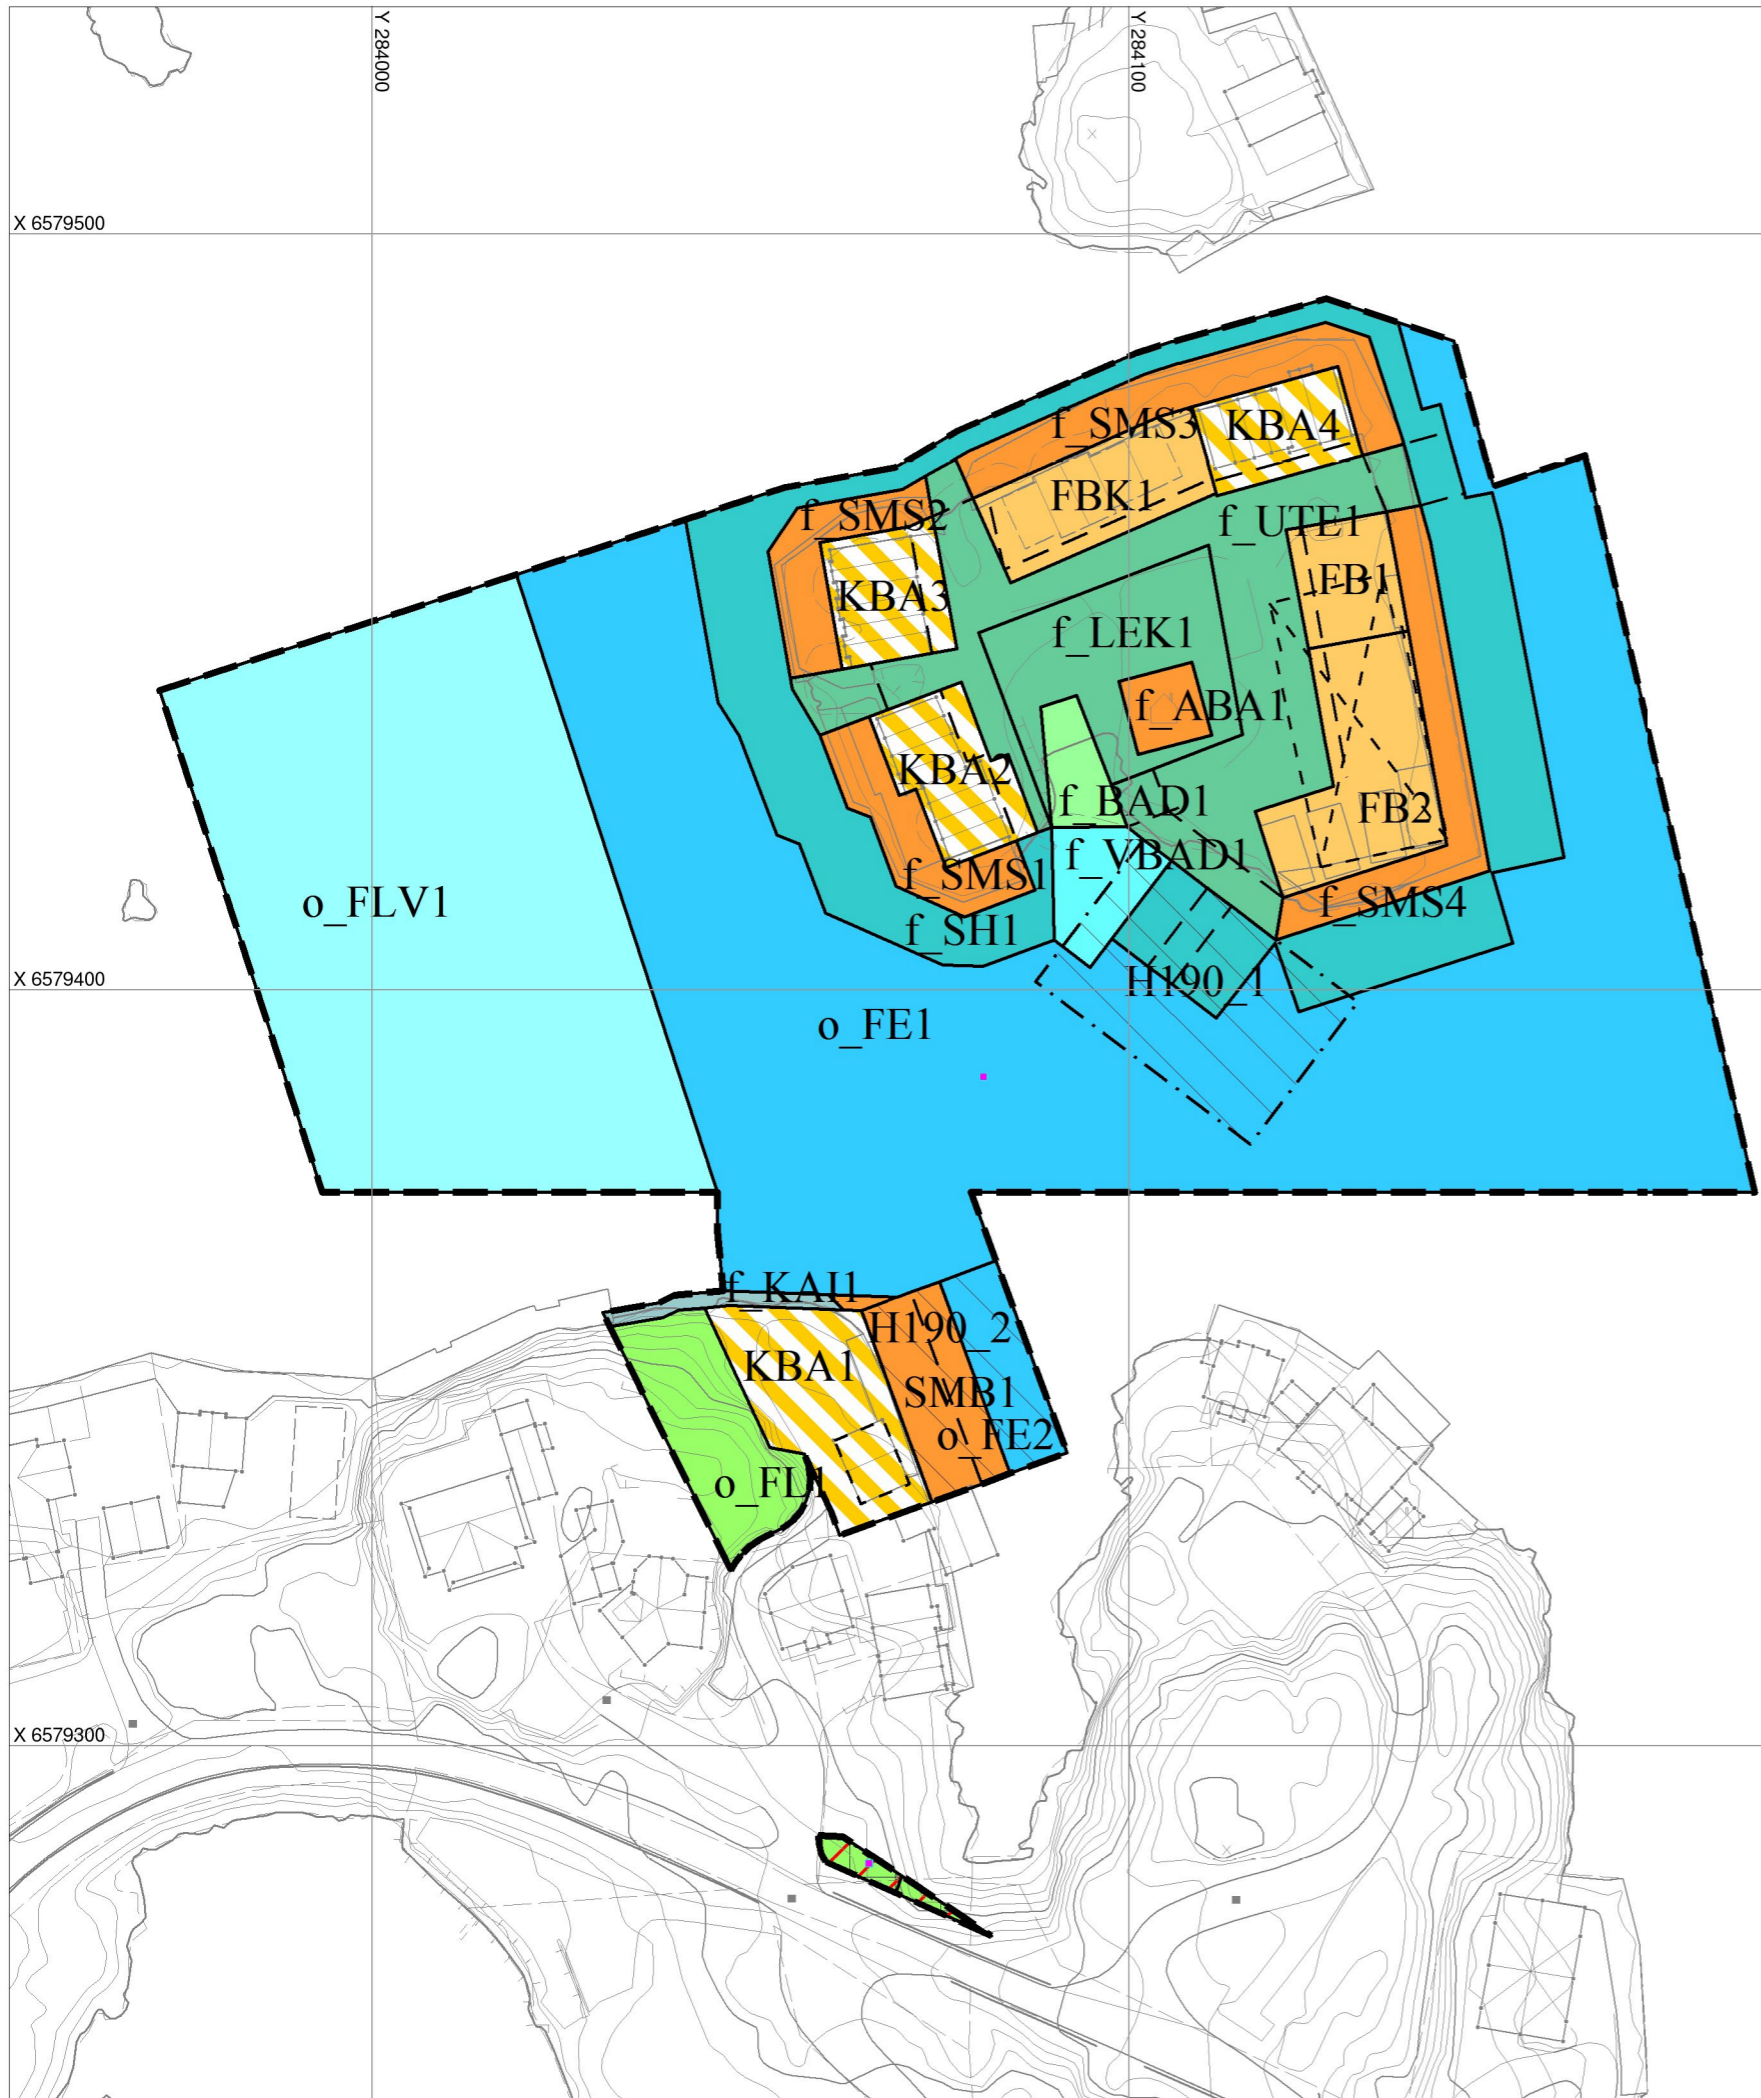 Y 284000
Y 284100
X 6579500
f_SMS3
KBA4
FBK1
f_SMS2
f_UTE1
FB1
KBA3
f_LEK1
f_ABA1
KBA2
f_BAD1
FB2
f_VBAD1
f_SMS1
o_FLV1
f_SMS4
f_SH1
X 6579400
H190_1
o_FE1
f_KAI1
H190_2
KBA1
SMB1
o_FE2
o_FL1
X 6579300